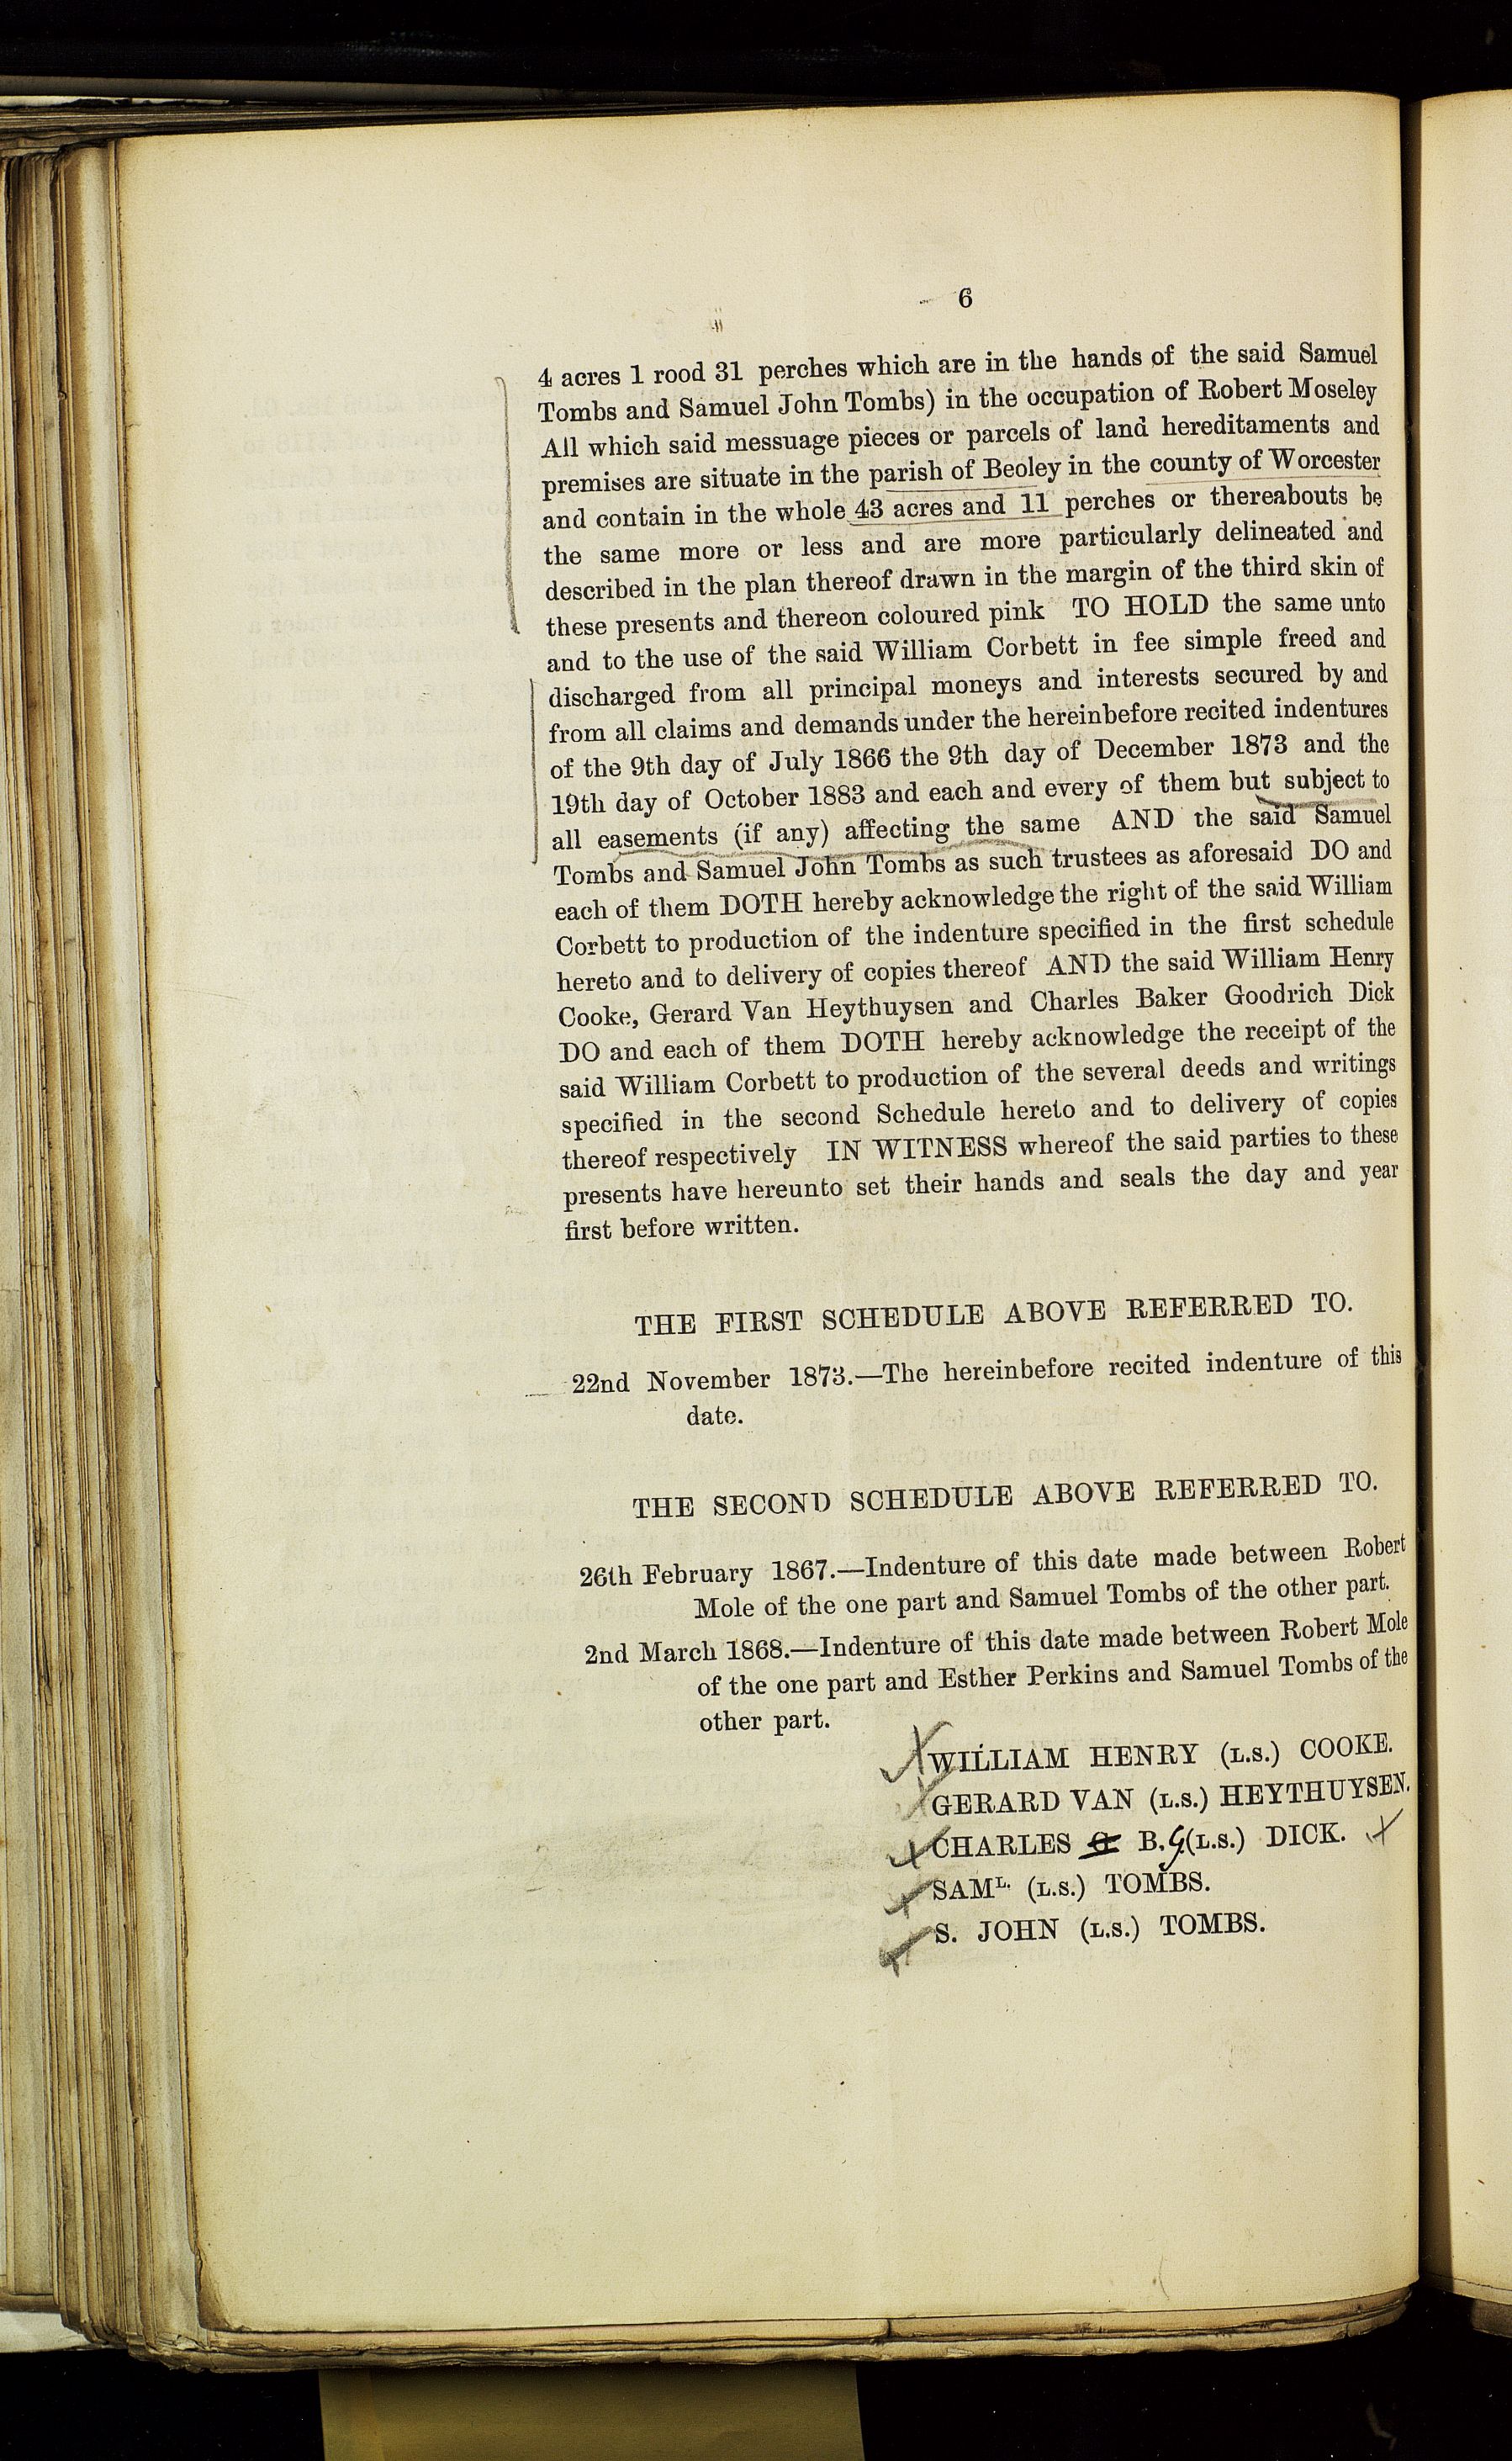 6
4 acres 1 rood 31 perches which are in the hands of the said Samuel
Tombs and Samuel John Tombs) in the occupation of Robert Moseley
All which said messuage pieces or parcels of land hereditaments and
premises are situate in the parish of Beoley in the county of Worcester
and contain in the whole 43 acres and 11 perches or thereabouts be
the same more or less and are more particularly delineated and
described in the plan thereof drawn in the margin of the third skin of
these presents and thereon coloured pink TO HOLD the same unto
and to the use of the said William Corbett in fee simple freed and
discharged from all principal moneys and interests secured by and
from all claims and demands under the hereinbefore recited indentures
of the 9th day of July 1866 the 9th day of December 1873 and the
19th day of October 1883 and each and every of them but subject to
all easements (if any) affecting the same AND the said Samuel
Tombs and Samuel John Tombs as such trustees as aforesaid DO and
each of them DOTH hereby acknowledge the right of the said William
Corbett to production of the indenture specified in the first schedule
hereto and to delivery of copies thereof AND the said William Henry
Cooke, Gerard Van Heythuysen and Charles Baker Goodrich Dick
DO and each of them DOTH hereby acknowledge the receipt of the
said William Corbett to production of the several deeds and writings
specified in the second Schedule hereto and to delivery of copies
thereof respectively IN WITNESS whereof the said parties to these
presents have hereunto set their hands and seals the day and year
first before written.
THE FIRST SCHEDULE ABOVE REFERRED TO.
22nd November 1873.—The hereinbefore recited indenture of this
date.
THE SECOND SCHEDULE ABOVE REFERRED TO.
26th February 1867.—Indenture of this date made between Robert
Mole of the one part and Samuel Tombs of the other part.
2nd March 1868.—Indenture of this date made between Robert Mole
of the one part and Esther Perkins and Samuel Tombs of the
other part.
WILLIAM HENRY (L.S.) COOKE.
GERARD VAN (L.S.) HEYTHUYSEN.
CHARLES B. G (L.S.) DICK.
SAML. (L.S.) TOMBS.
S. JOHN (L.S.) TOMBS.